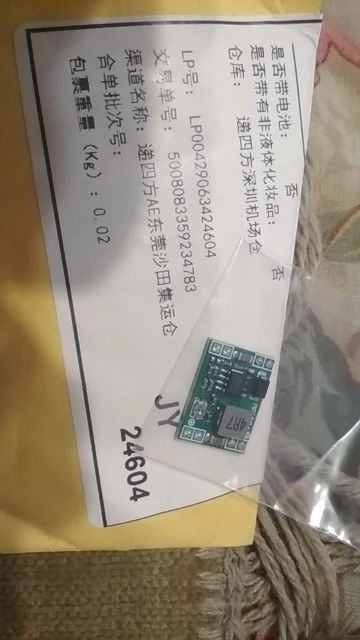 是否带电池: 否
是否带有非液体化妆品: 否
仓库: 递四方深圳机场仓
LP号: LP00429063424604
交易单号: 5008083359234783
渠道名称: 递四方AE东莞沙田集运仓
合单批次号:
包裹重量 (Kg) : 0.02
JY
24604
4R7